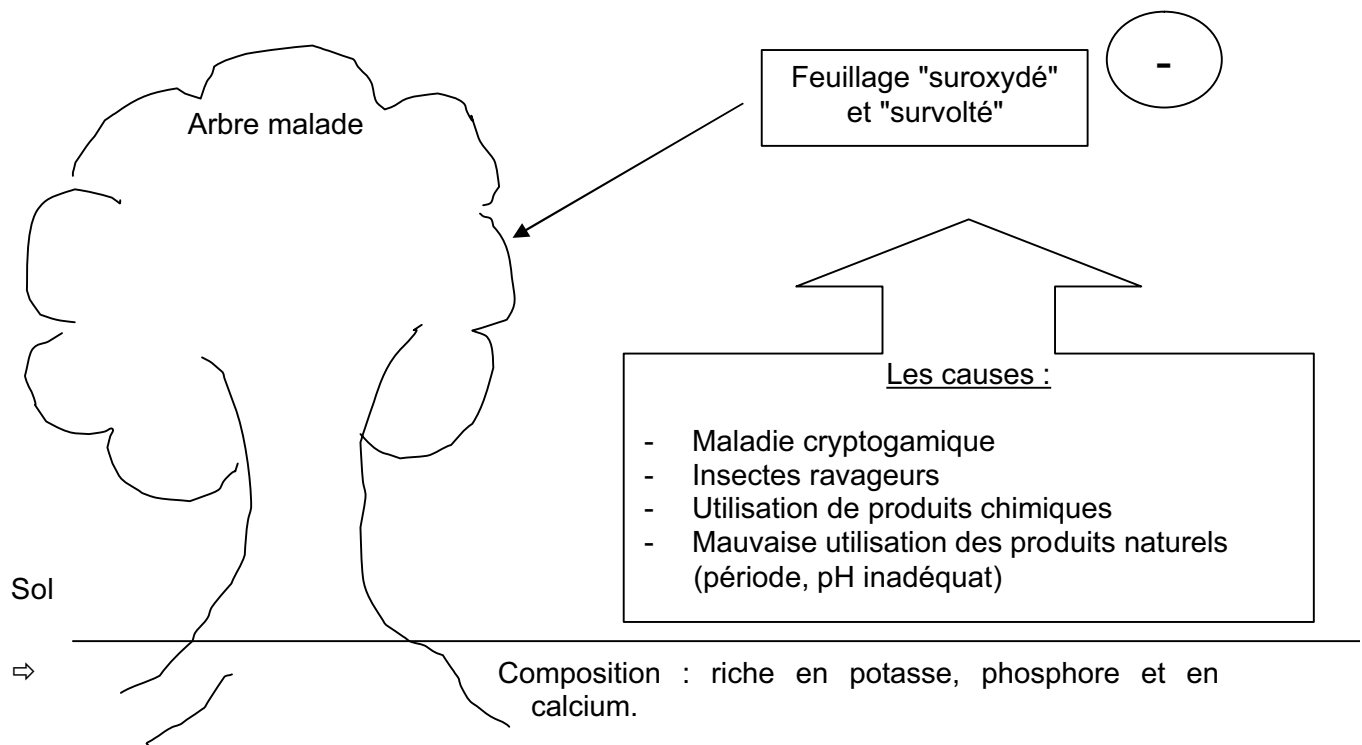 Arbre malade
Feuillage "suroxydé"
et "survolté"
-
Les causes :
- Maladie cryptogamique
- Insectes ravageurs
- Utilisation de produits chimiques
- Mauvaise utilisation des produits naturels
(période, pH inadéquat)
Sol
⇨ Composition : riche en potasse, phosphore et en
calcium.